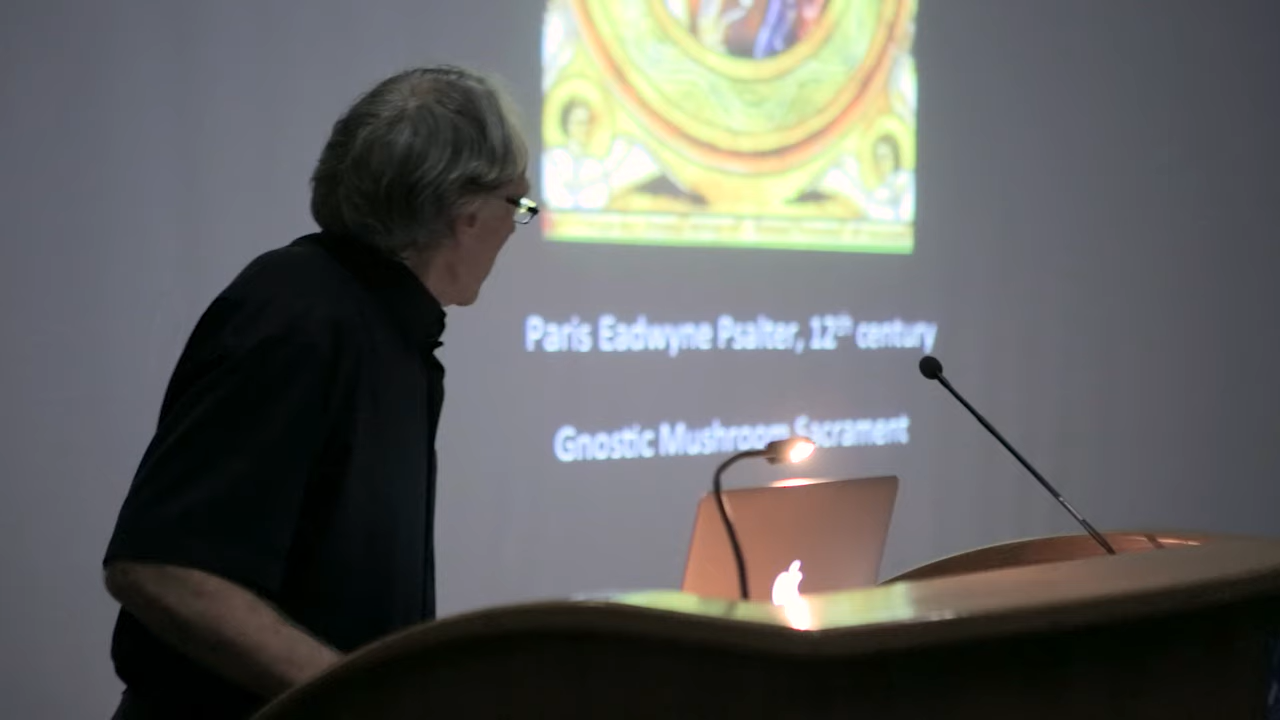 Paris Eadwyne Psalter, 12th century
Gnostic Mushroom Sacrament